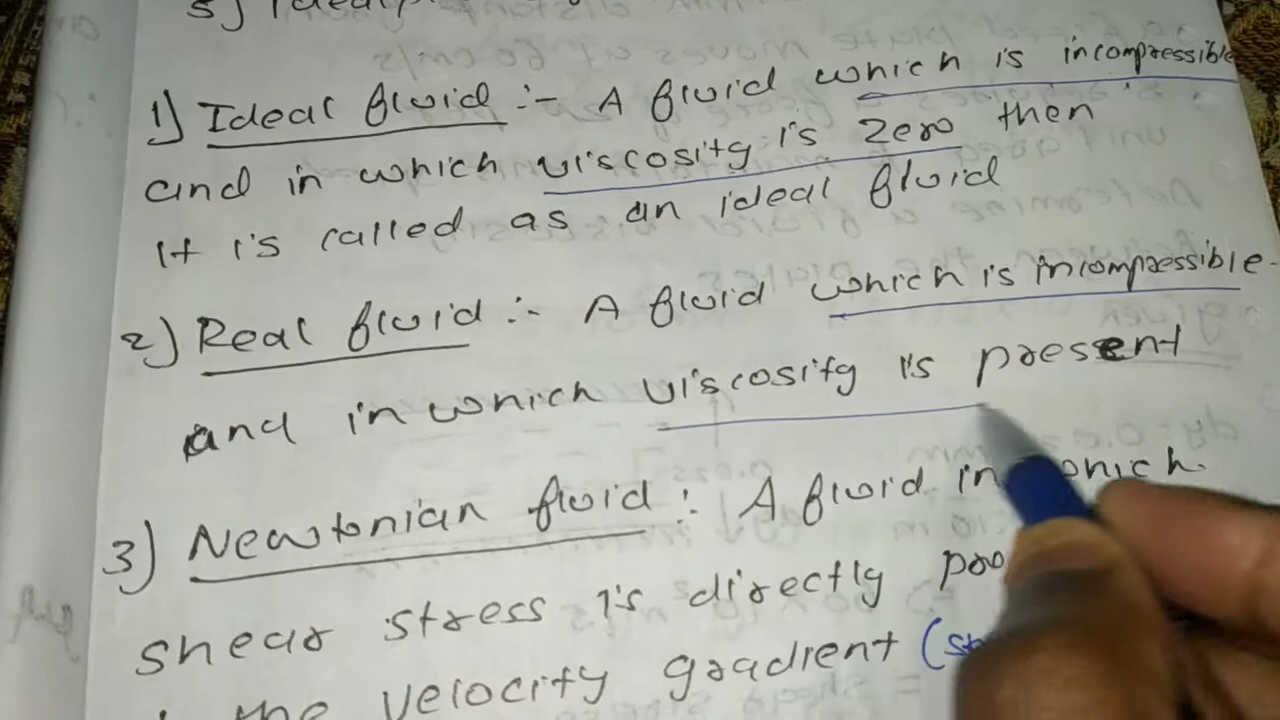 1) Ideal fluid :- A fluid which is incompressible
and in which viscosity is zero then
it is called as an ideal fluid
2) Real fluid :- A fluid which is incompressible.
and in which viscosity is present
3) Newtonian fluid : A fluid in which
shear stress is directly
the velocity gradient